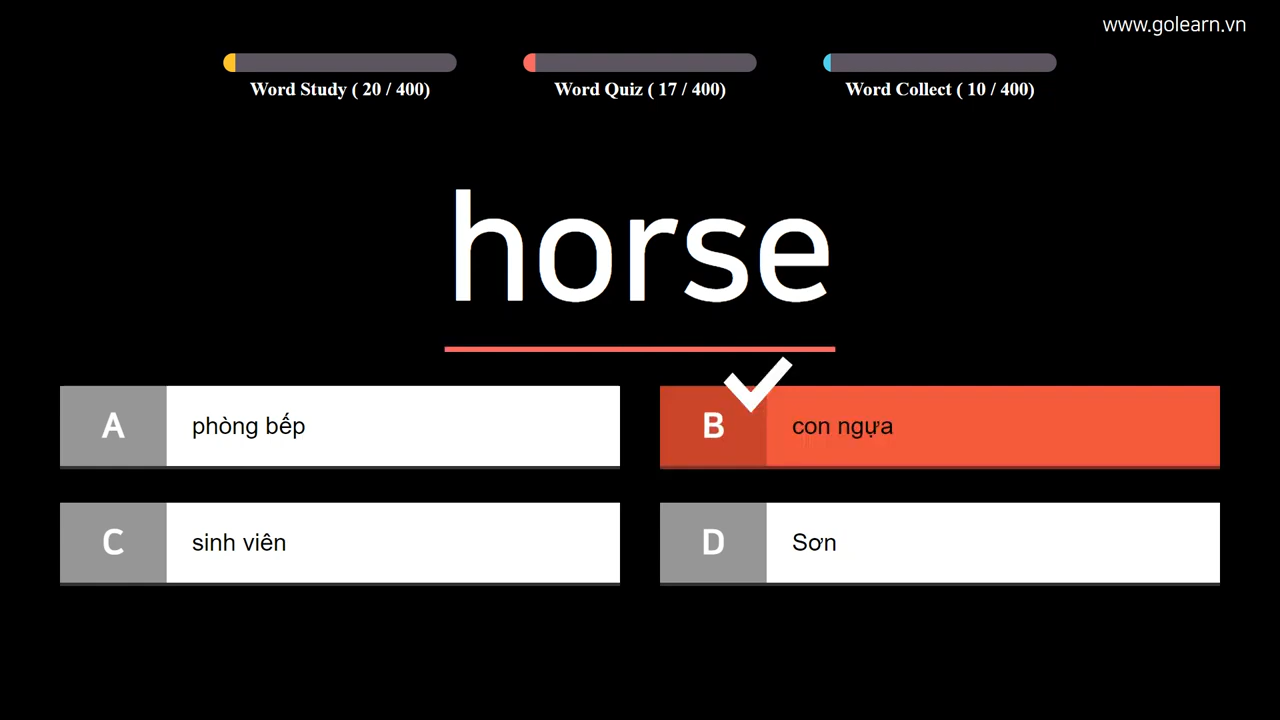 www.golearn.vn
Word Study ( 20 / 400)
Word Quiz ( 17 / 400)
Word Collect ( 10 / 400)
horse
A phòng bếp
B con ngựa
C sinh viên
D Sơn